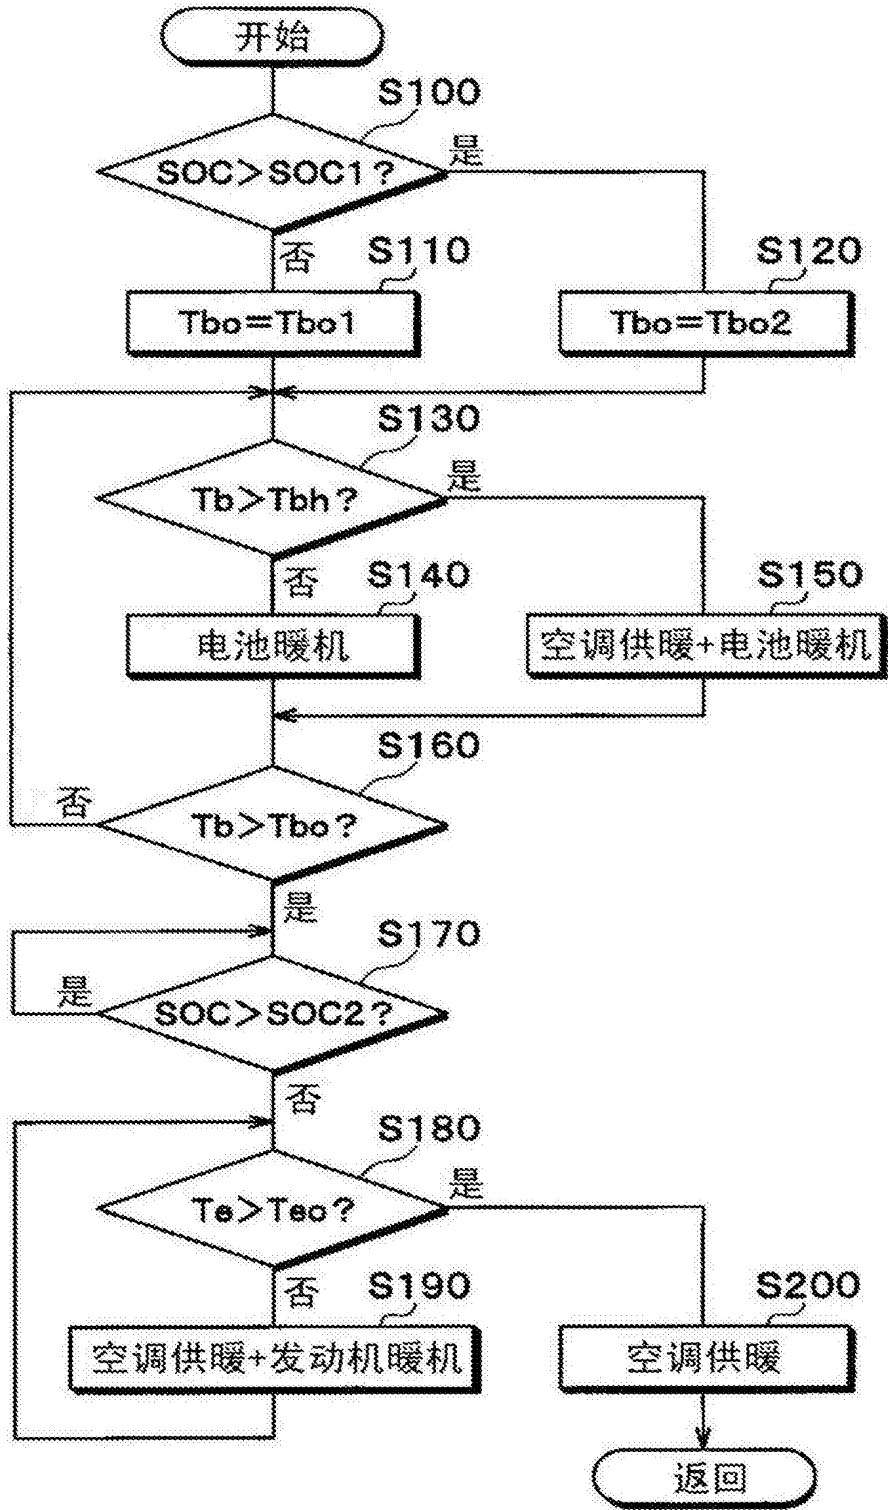 开始
S100
SOC>SOC1?
是
否
S110
Tbo=Tbo1
S120
Tbo=Tbo2
S130
Tb>Tbh?
是
否
S140
电池暖机
S150
空调供暖+电池暖机
S160
Tb>Tbo?
否
是
S170
SOC>SOC2?
是
否
S180
Te>Teo?
是
否
S190
空调供暖+发动机暖机
S200
空调供暖
返回